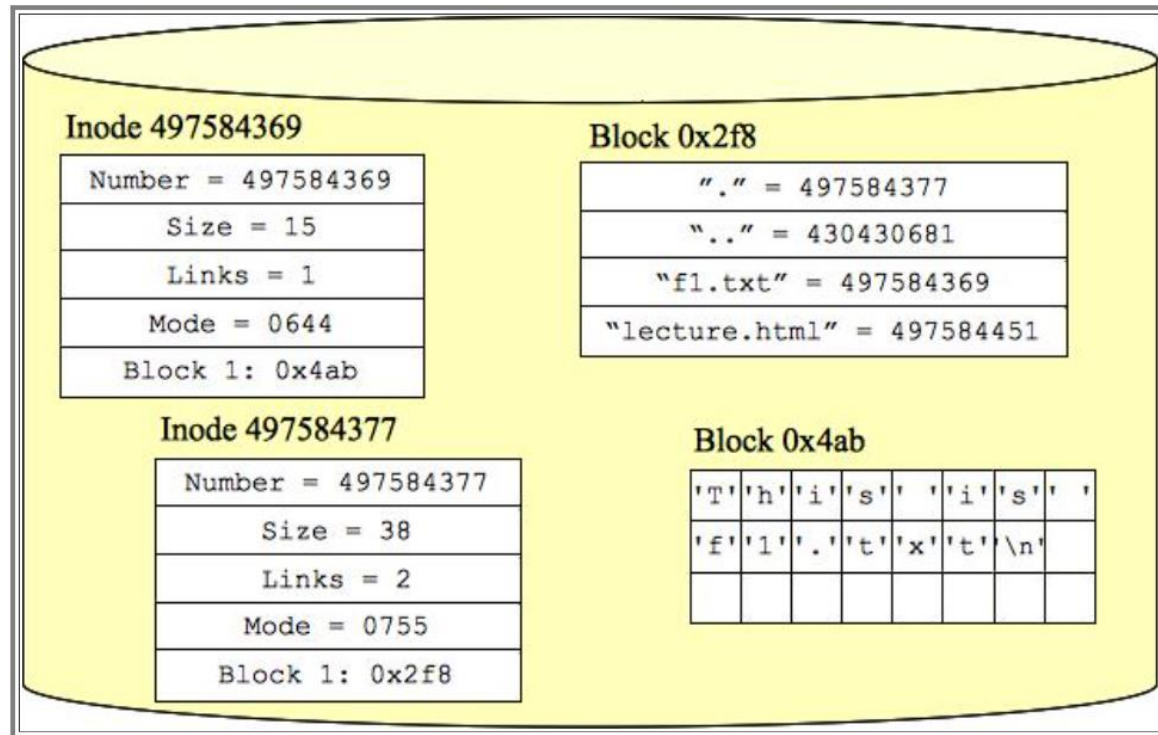 Inode 497584369
Number = 497584369
Size = 15
Links = 1
Mode = 0644
Block 1: 0x4ab
Block 0x2f8
”.” = 497584377
“..” = 430430681
“f1.txt” = 497584369
“lecture.html” = 497584451
Inode 497584377
Number = 497584377
Size = 38
Links = 2
Mode = 0755
Block 1: 0x2f8
Block 0x4ab
'T' 'h' 'i' 's' ' ' 'i' 's' ' '
'f' '1' '.' 't' 'x' 't' '\n'